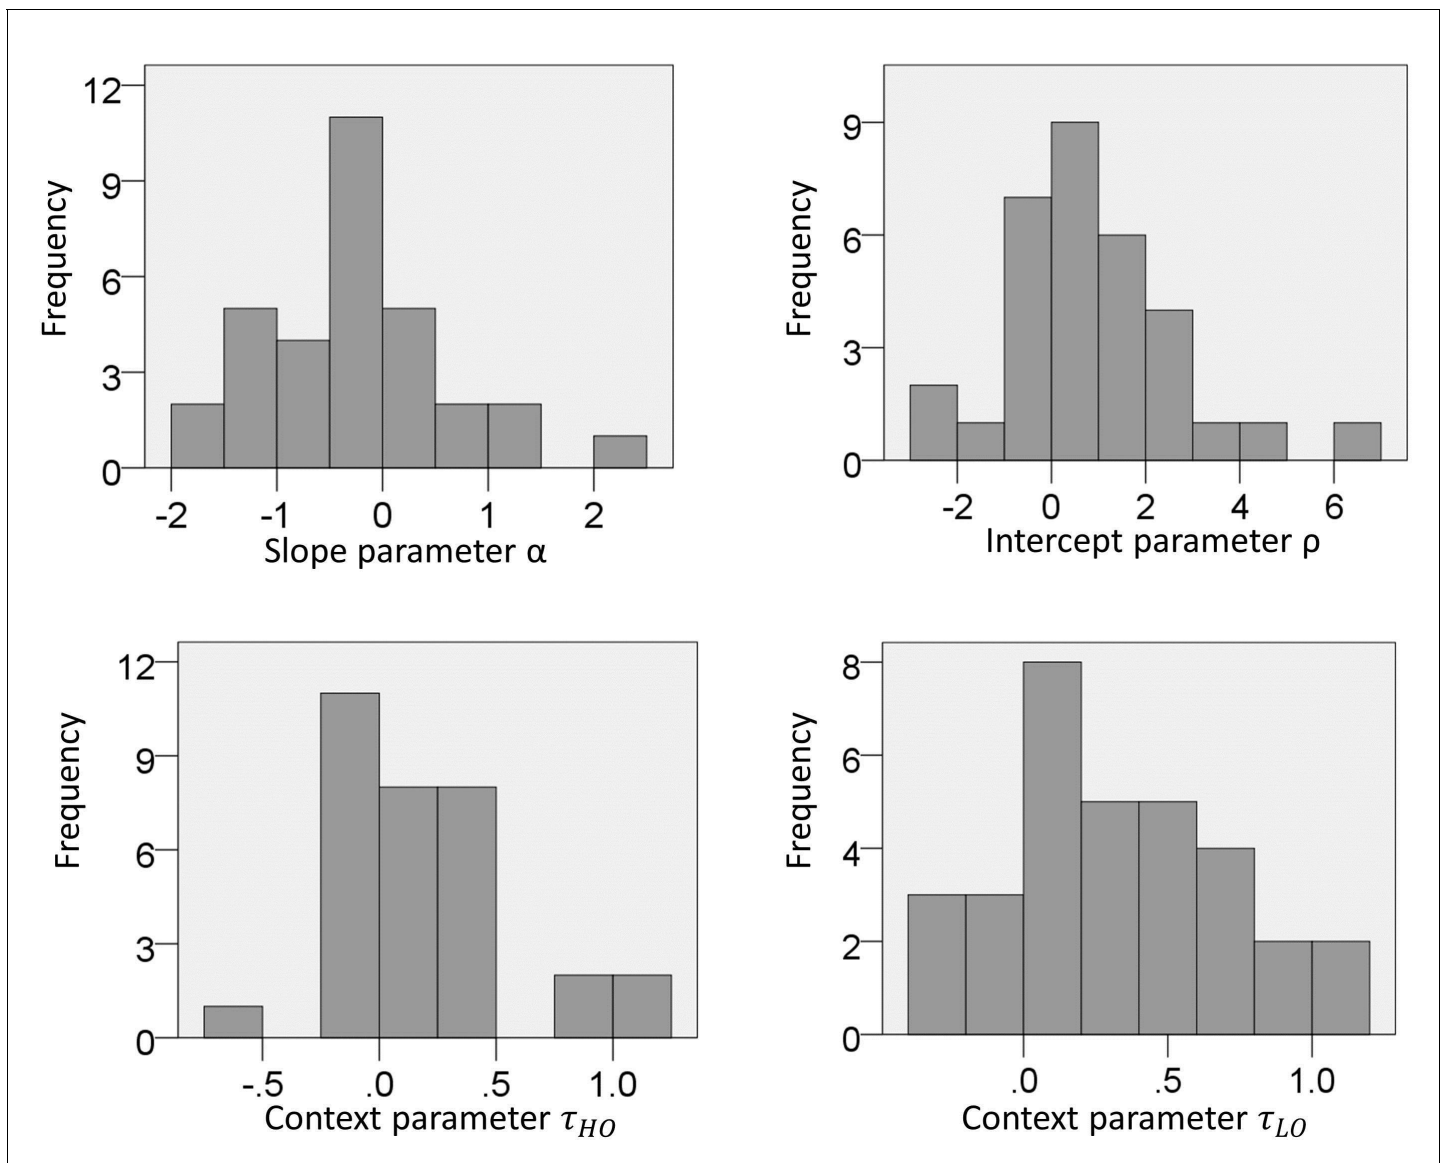 12
9
6
3
0
Frequency
-2 -1 0 1 2
Slope parameter α
9
6
3
0
Frequency
-2 0 2 4 6
Intercept parameter ρ
12
9
6
3
0
Frequency
-.5 .0 .5 1.0
Context parameter τHO
8
6
4
2
0
Frequency
.0 .5 1.0
Context parameter τLO